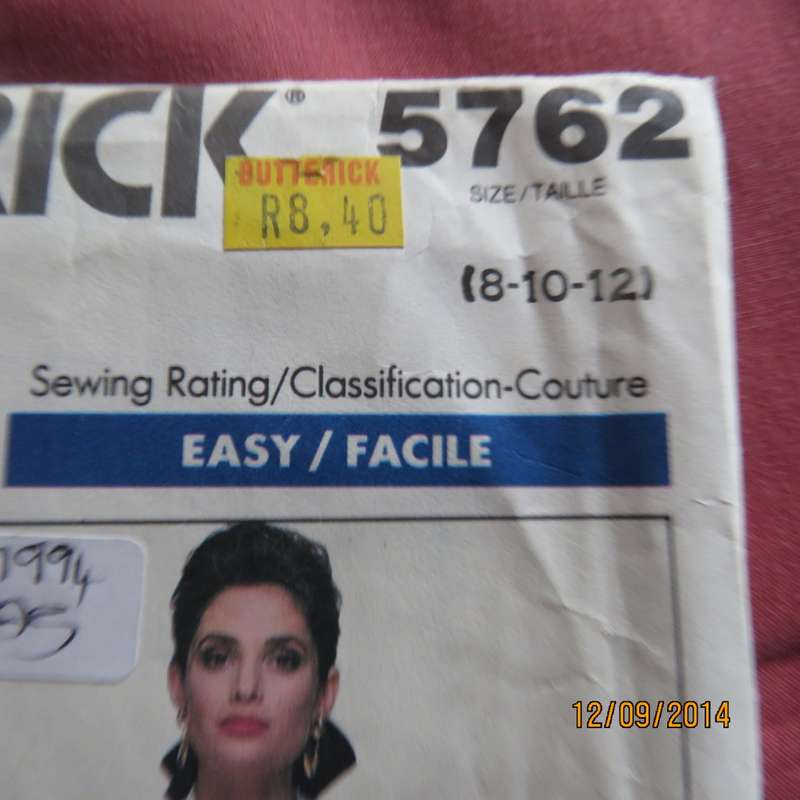 RICK® 5762
SIZE/TAILLE
BUTTERICK
R8,40
(8-10-12)
Sewing Rating/Classification-Couture
EASY / FACILE
1994
12/09/2014